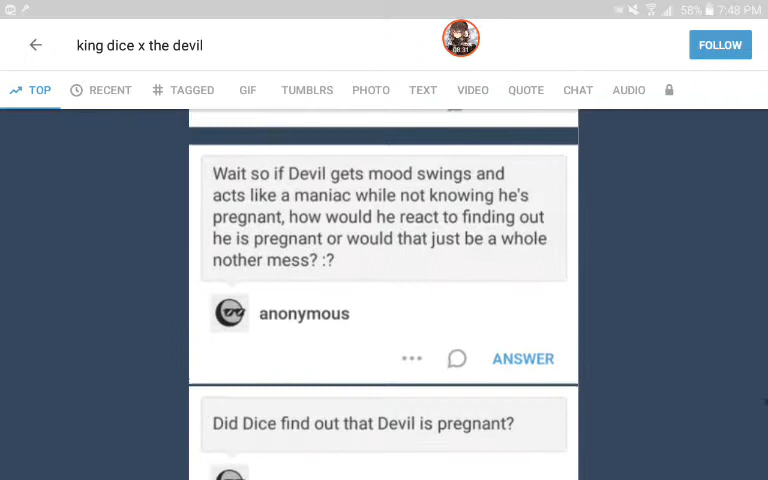 58% 7:48 PM
king dice x the devil
08:31
FOLLOW
TOP RECENT # TAGGED GIF TUMBLRS PHOTO TEXT VIDEO QUOTE CHAT AUDIO
Wait so if Devil gets mood swings and
acts like a maniac while not knowing he's
pregnant, how would he react to finding out
he is pregnant or would that just be a whole
nother mess? :?
anonymous
ANSWER
Did Dice find out that Devil is pregnant?